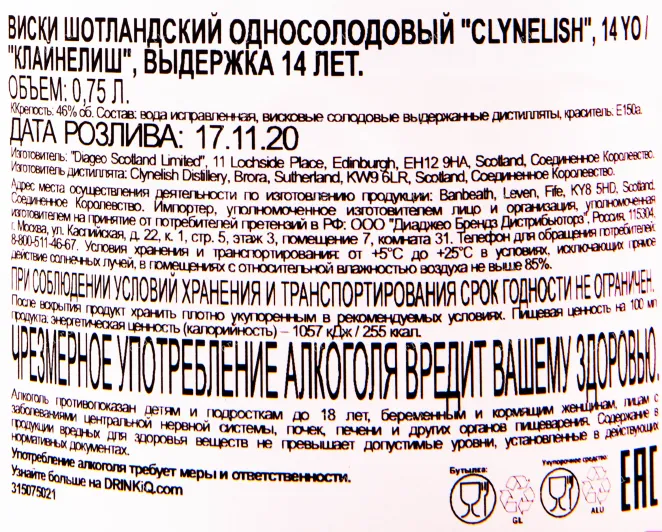 ВИСКИ ШОТЛАНДСКИЙ ОДНОСОЛОДОВЫЙ "CLYNELISH", 14 YO /
"КЛАЙНЕЛИШ", ВЫДЕРЖКА 14 ЛЕТ.
ОБЪЕМ: 0,75 Л.
ККрепость: 46% об. Состав: вода исправленная, висковые солодовые выдержанные дистилляты, краситель: Е150а.
ДАТА РОЗЛИВА: 17.11.20
Изготовитель: "Diageo Scotland Limited", 11 Lochside Place, Edinburgh, EH12 9HA, Scotland, Соединенное Королевство.
Изготовитель дистиллята: Clynelish Distillery, Brora, Sutherland, KW9 6LR, Scotland, Соединенное Королевство.
Адрес места осуществления деятельности по изготовлению продукции: Banbeath, Leven, Fife, KY8 5HD, Scotland,
Соединенное Королевство. Импортер, уполномоченное изготовителем лицо и организация, уполномоченная
изготовителем на принятие от потребителей претензий в РФ: ООО "Диаджео Брендз Дистрибьюторз", Россия, 115304,
г. Москва, ул. Каспийская, д. 22, к. 1, стр. 5, этаж 3, помещение 7, комната 31. Телефон для обращения потребителей:
8-800-511-46-67. Условия хранения и транспортирования: от +5°C до +25°C в условиях, исключающих прямое
действие солнечных лучей, в помещениях с относительной влажностью воздуха не выше 85%.
ПРИ СОБЛЮДЕНИИ УСЛОВИЙ ХРАНЕНИЯ И ТРАНСПОРТИРОВАНИЯ СРОК ГОДНОСТИ НЕ ОГРАНИЧЕН.
После вскрытия продукт хранить плотно укупоренным в рекомендуемых условиях. Пищевая ценность на 100 мл
продукта: энергетическая ценность (калорийность) – 1057 кДж / 255 ккал.
ЧРЕЗМЕРНОЕ УПОТРЕБЛЕНИЕ АЛКОГОЛЯ ВРЕДИТ ВАШЕМУ ЗДОРОВЬЮ.
Алкоголь противопоказан детям и подросткам до 18 лет, беременным и кормящим женщинам, лицам с
заболеваниями центральной нервной системы, почек, печени и других органов пищеварения. Содержание в
продукции вредных для здоровья веществ не превышает допустимые уровни, установленные в действующих
нормативных документах.
Употребление алкоголя требует меры и ответственности.
Узнайте больше на DRINKiQ.com
315075021
Бутылка:
GL
Укупорочное средство:
ALU
EAC